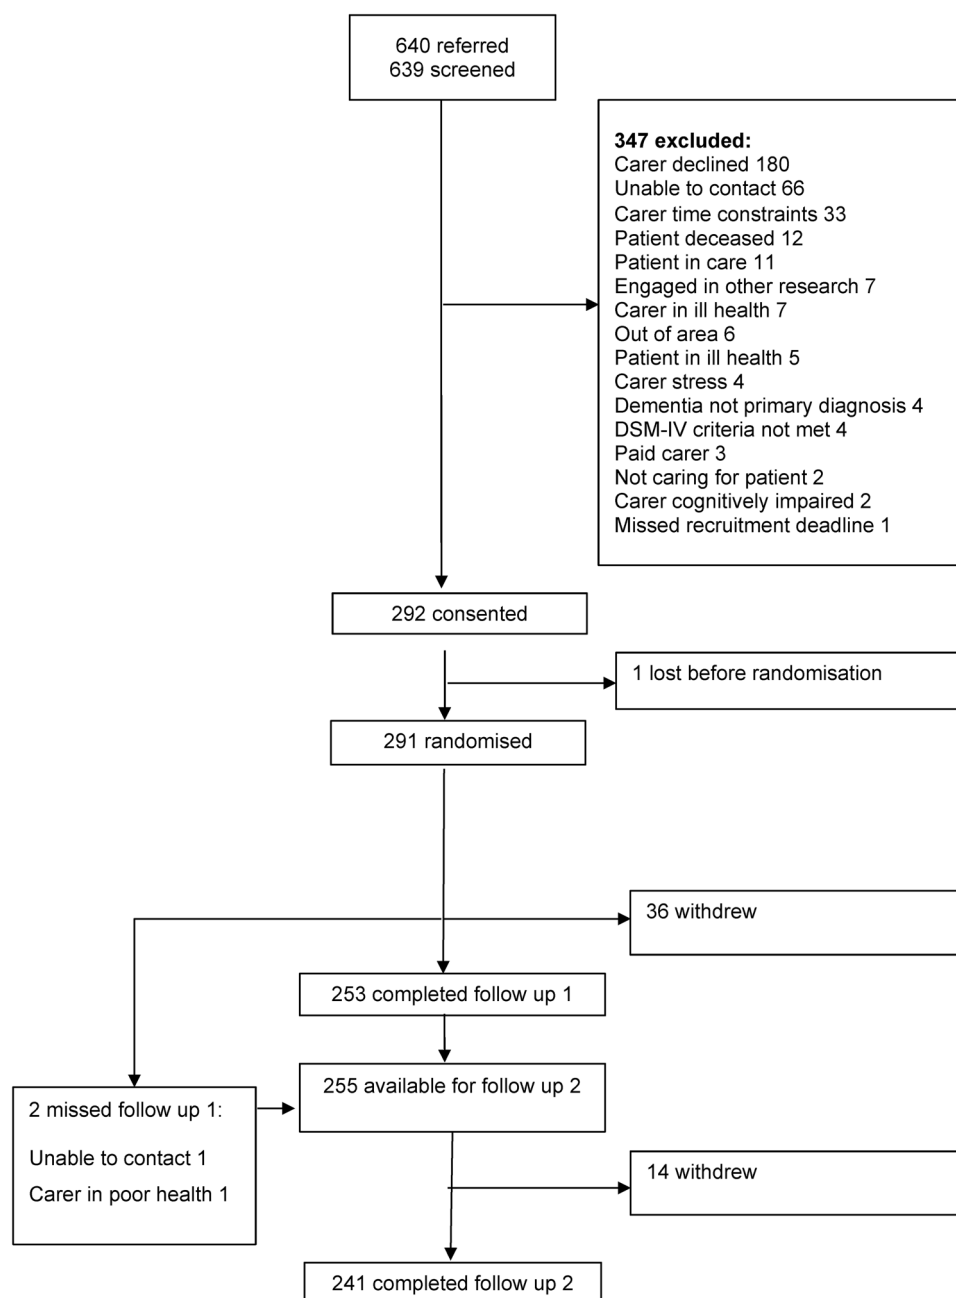 640 referred
639 screened
347 excluded:
Carer declined 180
Unable to contact 66
Carer time constraints 33
Patient deceased 12
Patient in care 11
Engaged in other research 7
Carer in ill health 7
Out of area 6
Patient in ill health 5
Carer stress 4
Dementia not primary diagnosis 4
DSM-IV criteria not met 4
Paid carer 3
Not caring for patient 2
Carer cognitively impaired 2
Missed recruitment deadline 1
292 consented
1 lost before randomisation
291 randomised
36 withdrew
253 completed follow up 1
255 available for follow up 2
2 missed follow up 1:
Unable to contact 1
Carer in poor health 1
14 withdrew
241 completed follow up 2